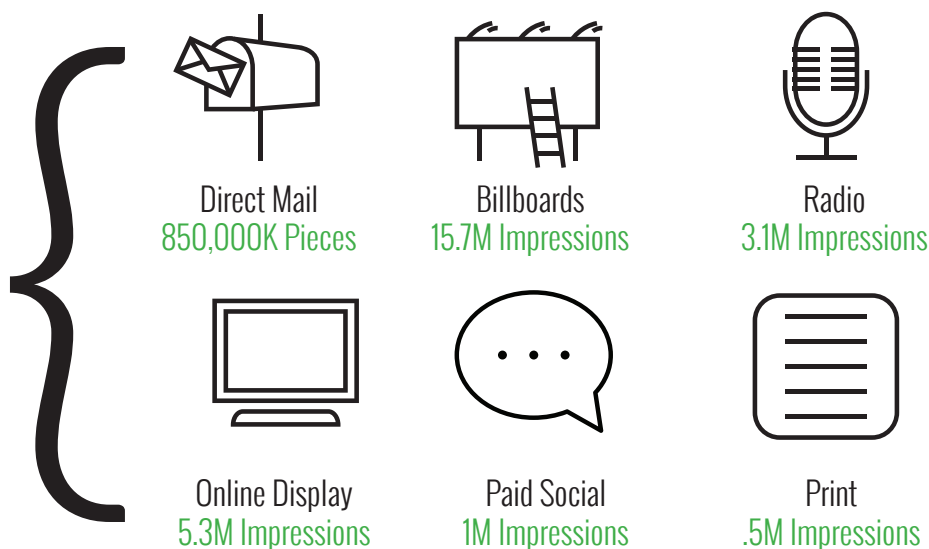 Direct Mail
850,000K Pieces
Billboards
15.7M Impressions
Radio
3.1M Impressions
Online Display
5.3M Impressions
Paid Social
1M Impressions
Print
.5M Impressions